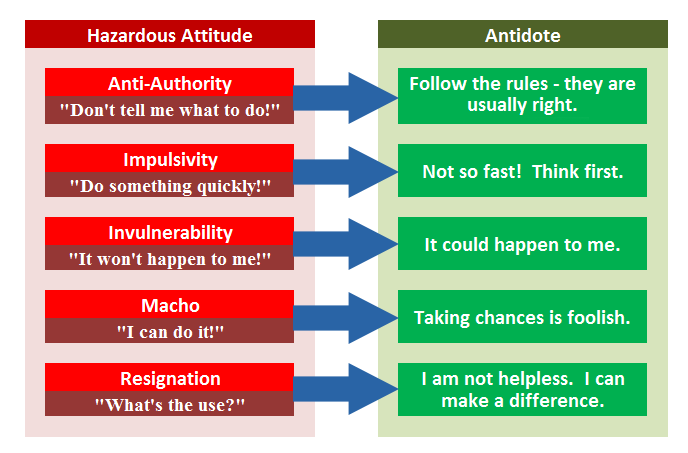 Hazardous Attitude
Antidote
Anti-Authority
"Don't tell me what to do!"
Follow the rules - they are
usually right.
Impulsivity
"Do something quickly!"
Not so fast!  Think first.
Invulnerability
"It won't happen to me!"
It could happen to me.
Macho
"I can do it!"
Taking chances is foolish.
Resignation
"What's the use?"
I am not helpless.  I can
make a difference.